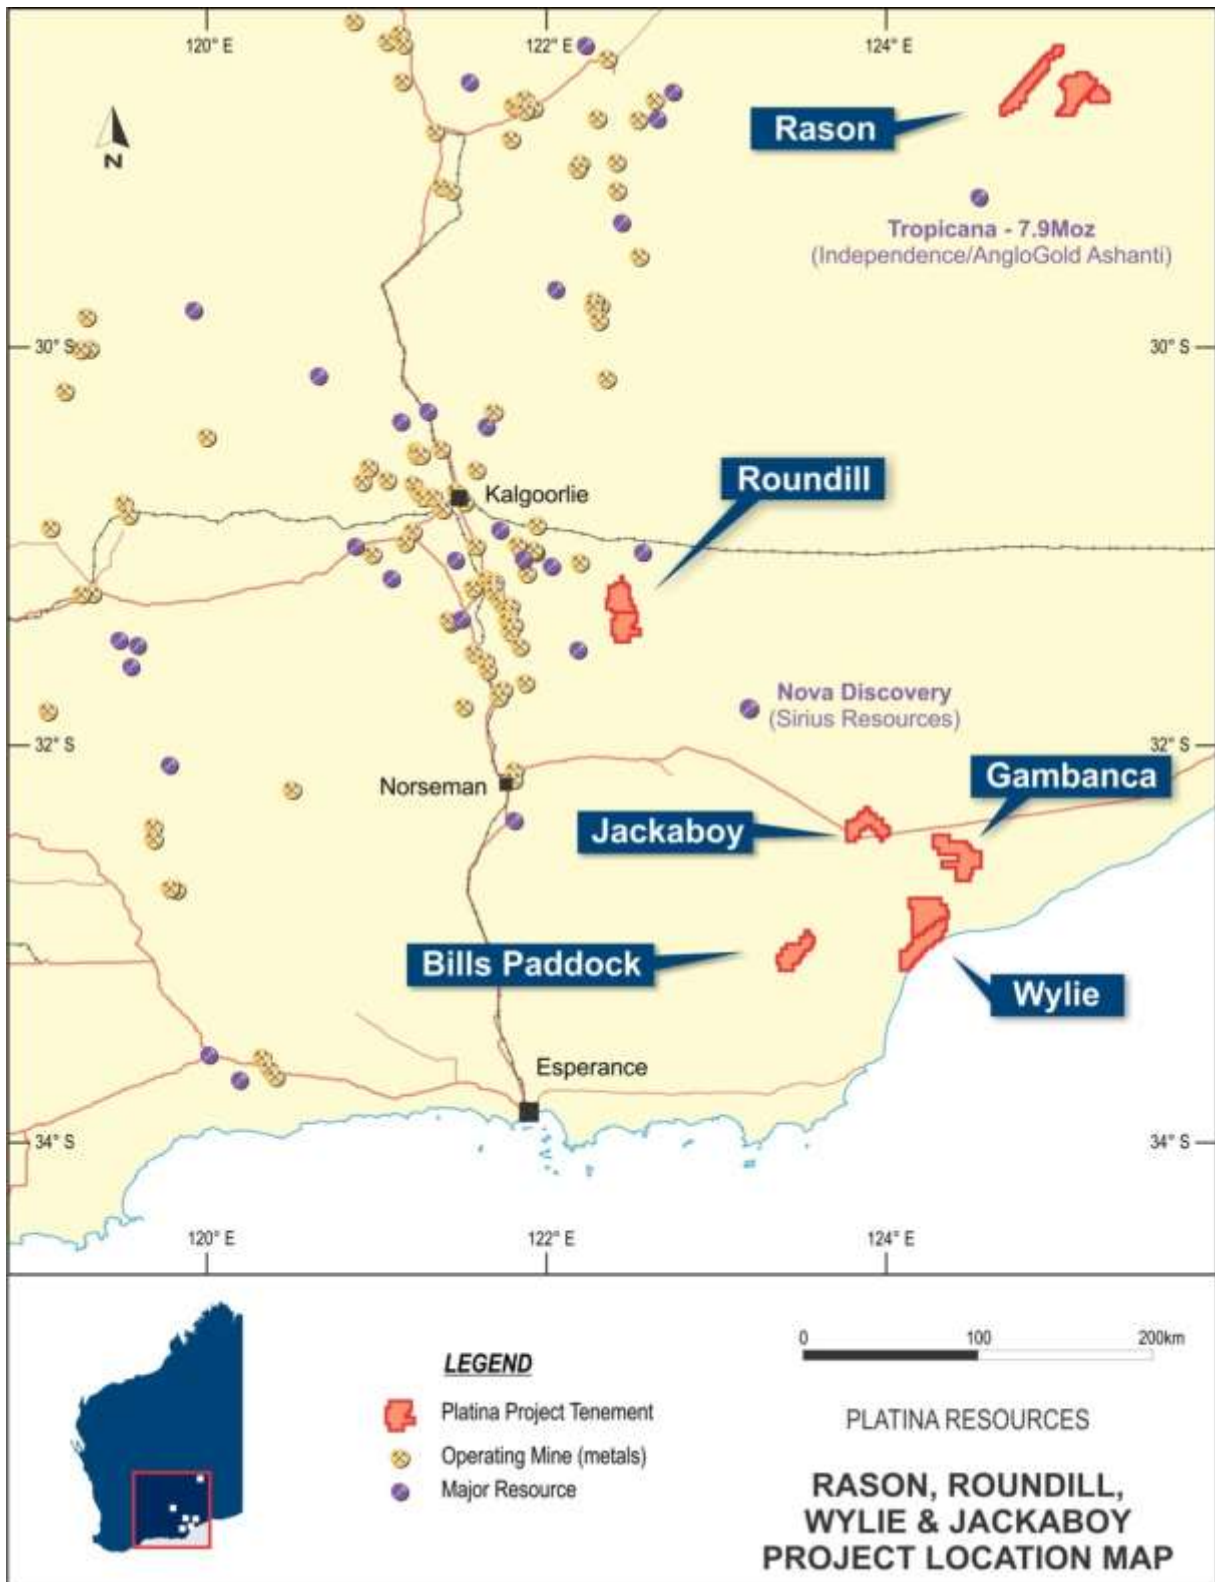 120° E
122° E
124° E
N
Rason
Tropicana - 7.9Moz
(Independence/AngloGold Ashanti)
30° S
30° S
Roundill
Kalgoorlie
Nova Discovery
(Sirius Resources)
32° S
32° S
Gambanca
Norseman
Jackaboy
Bills Paddock
Wylie
Esperance
34° S
34° S
120° E
122° E
124° E
LEGEND
Platina Project Tenement
Operating Mine (metals)
Major Resource
0 100 200km
PLATINA RESOURCES
RASON, ROUNDILL,
WYLIE & JACKABOY
PROJECT LOCATION MAP